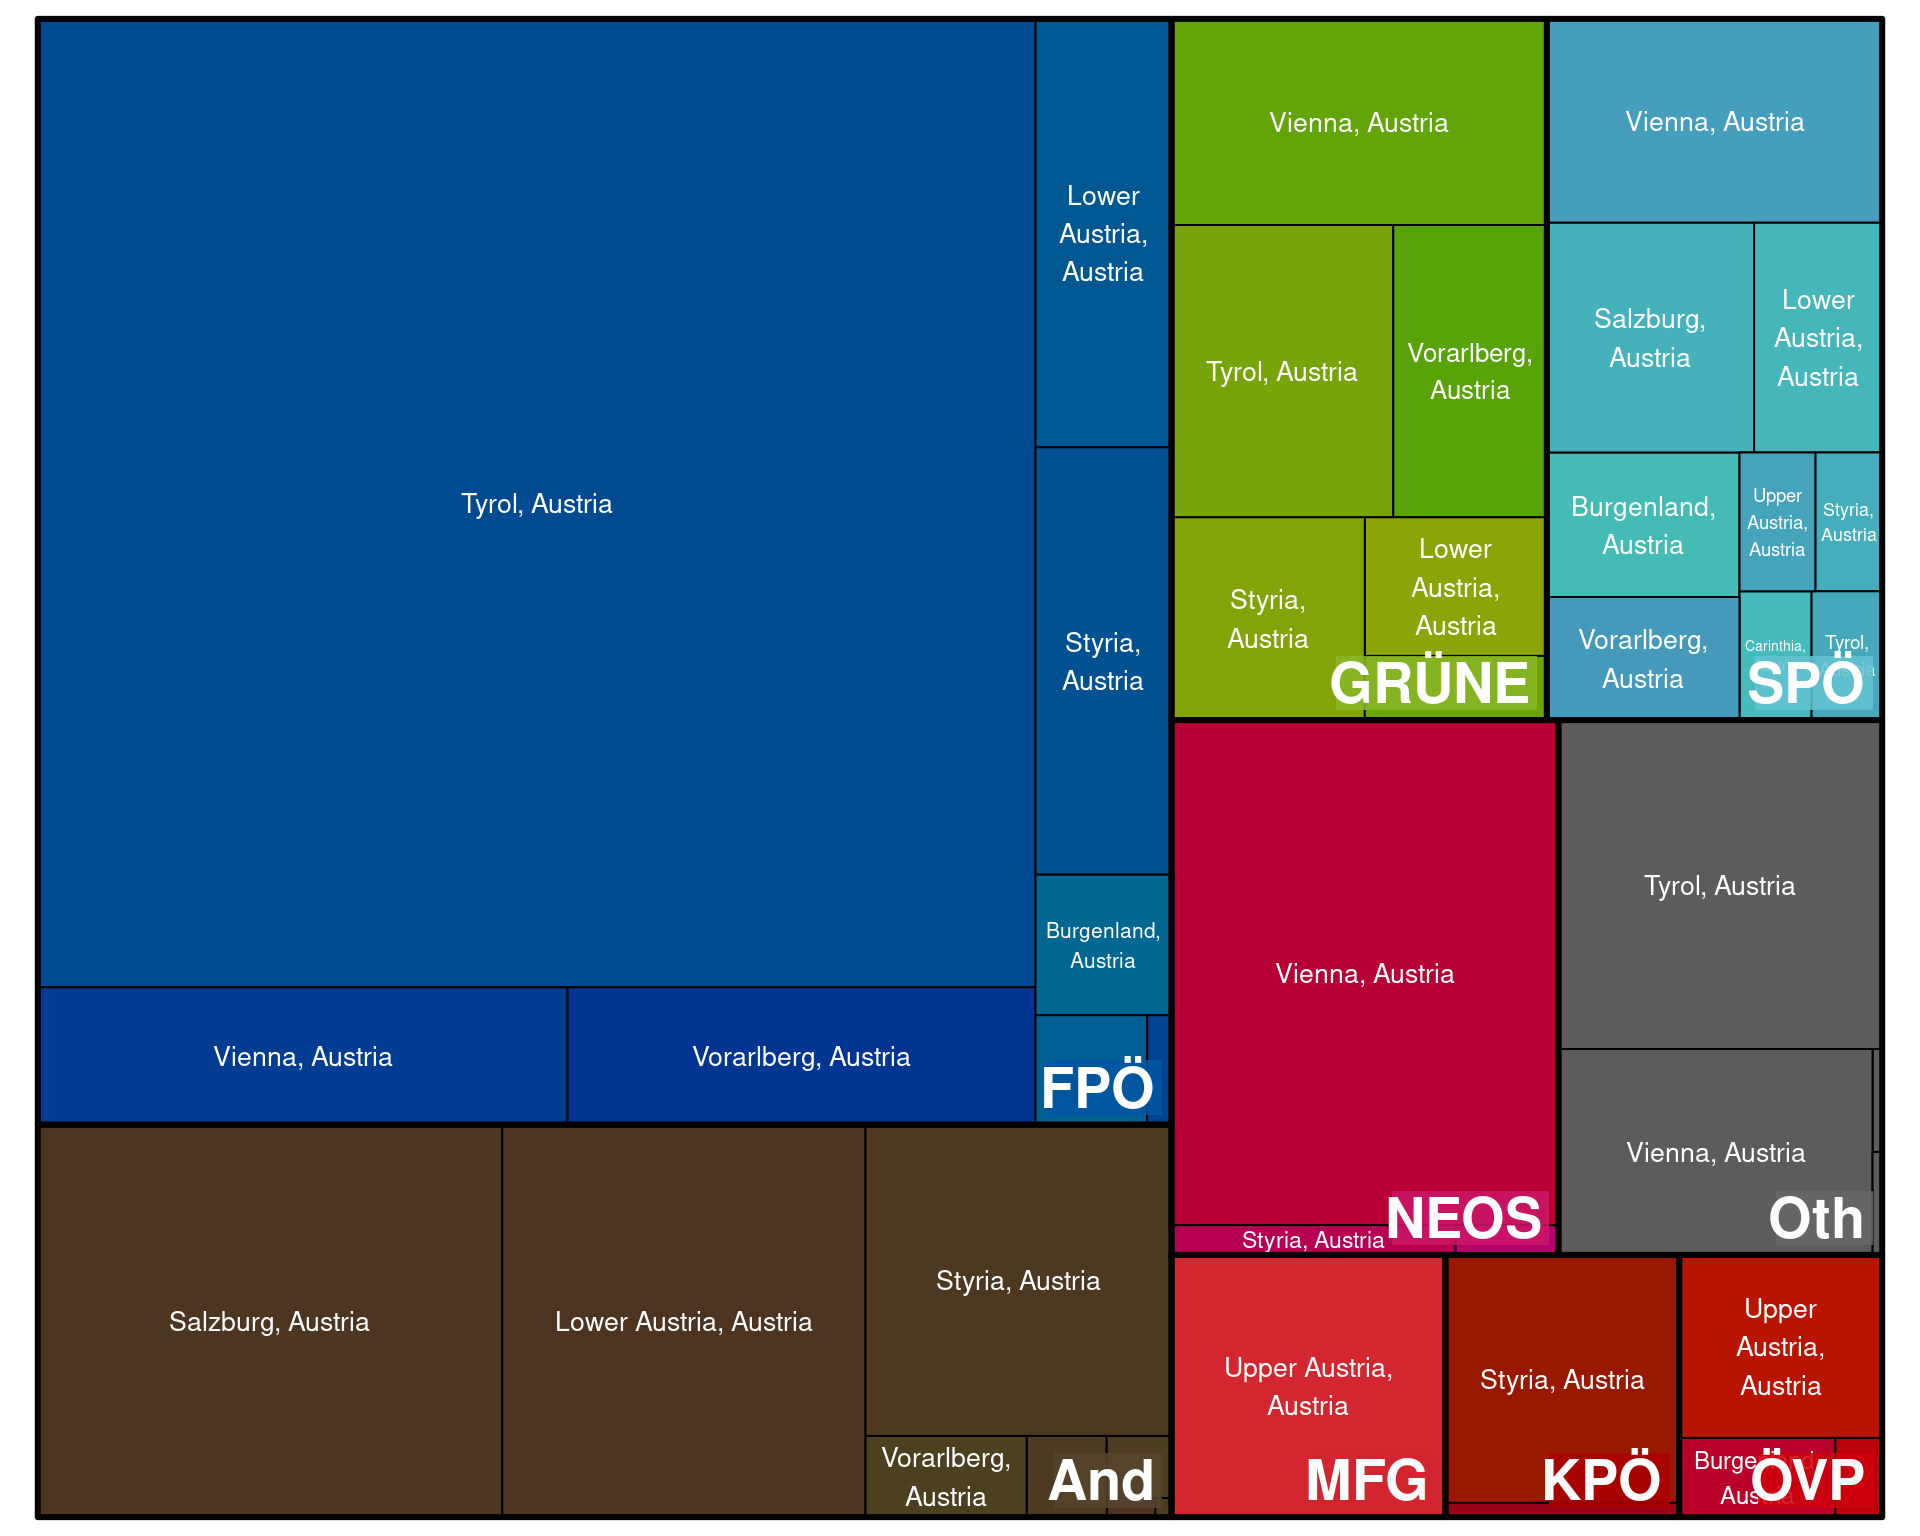 Tyrol, Austria
Lower
Austria,
Austria
Styria,
Austria
Burgenland,
Austria
Vienna, Austria
Vorarlberg, Austria
FPÖ
Salzburg, Austria
Lower Austria, Austria
Styria, Austria
Vorarlberg,
Austria
And
Vienna, Austria
Tyrol, Austria
Vorarlberg,
Austria
Styria,
Austria
Lower
Austria,
Austria
GRÜNE
Vienna, Austria
Salzburg,
Austria
Lower
Austria,
Austria
Burgenland,
Austria
Upper
Austria,
Austria
Styria,
Austria
Vorarlberg,
Austria
Carinthia,
Tyrol,
SPÖ
Vienna, Austria
Styria, Austria
NEOS
Tyrol, Austria
Vienna, Austria
Oth
Upper Austria,
Austria
MFG
Styria, Austria
KPÖ
Upper
Austria,
Austria
Burgenland
Austria
ÖVP